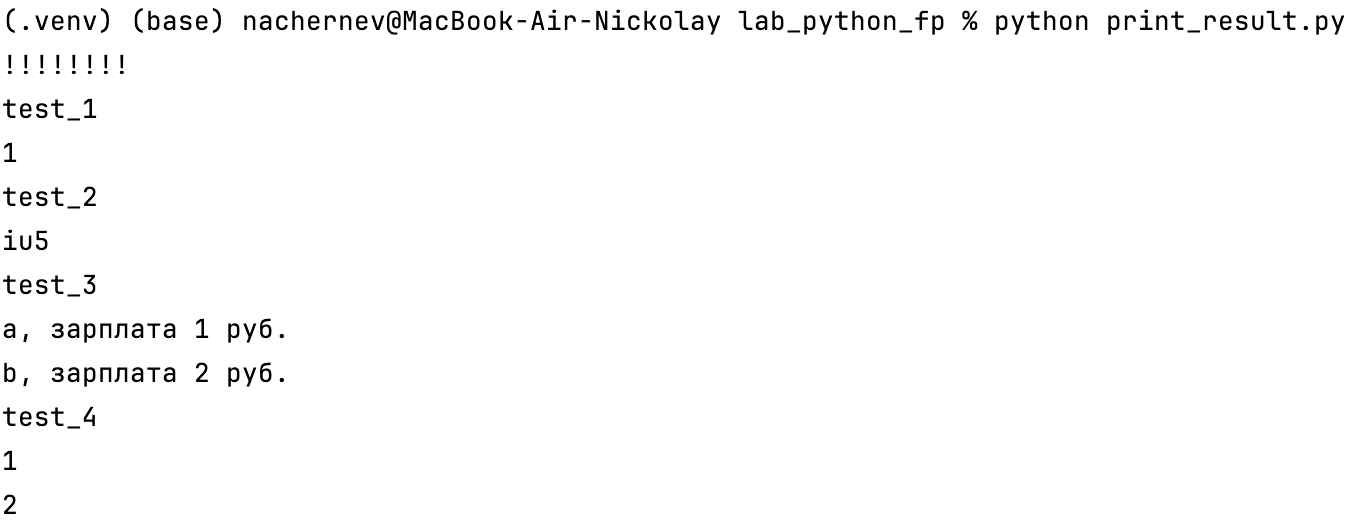 (.venv) (base) nachernev@MacBook-Air-Nickolay lab_python_fp % python print_result.py
!!!!!!!!
test_1
1
test_2
iu5
test_3
a, зарплата 1 руб.
b, зарплата 2 руб.
test_4
1
2